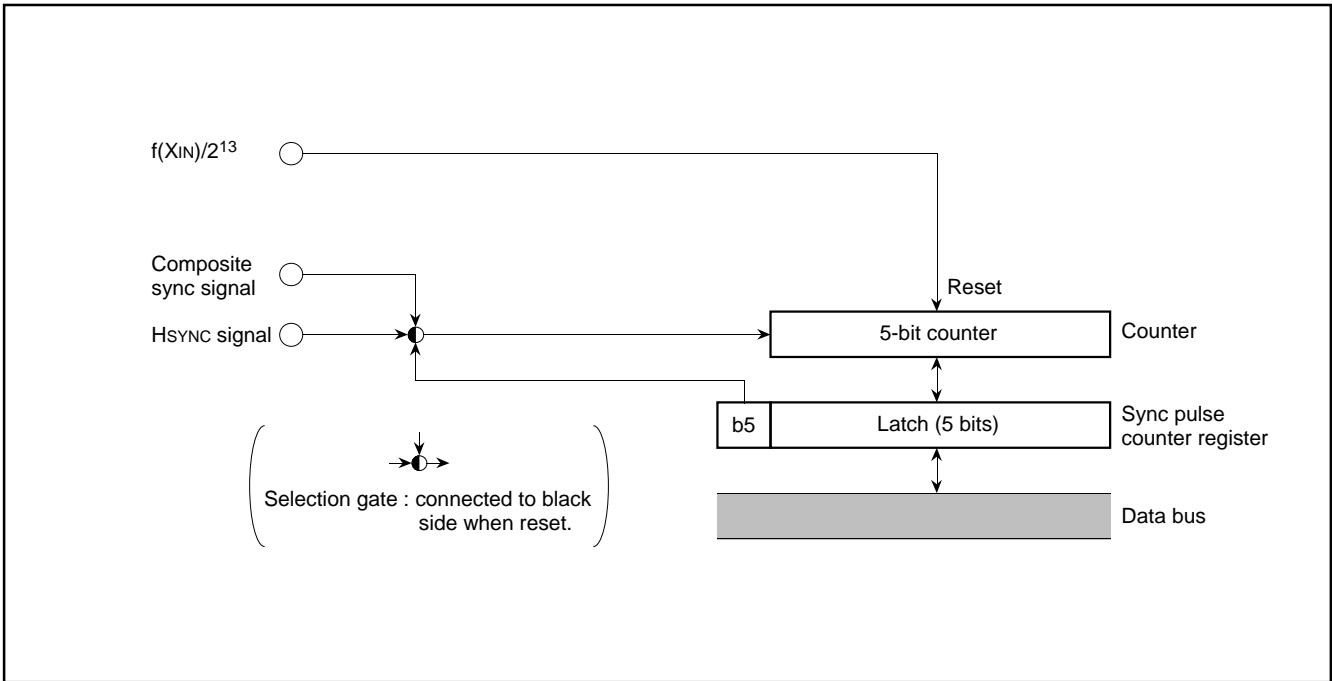 f(XIN)/2¹³
Composite
sync signal
HSYNC signal
Reset
5-bit counter
Counter
b5
Latch (5 bits)
Sync pulse
counter register
Selection gate : connected to black
side when reset.
Data bus